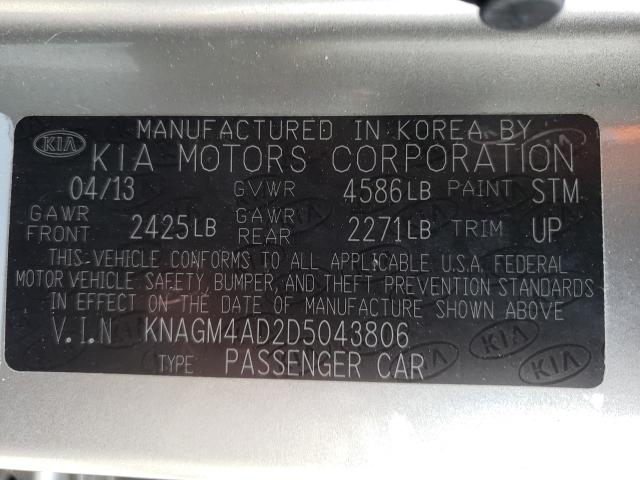 MANUFACTURED IN KOREA BY
KIA KIA MOTORS CORPORATION
04/13 GVWR 4586LB PAINT STM
GAWR FRONT 2425LB GAWR REAR 2271LB TRIM UP
THIS VEHICLE CONFORMS TO ALL APPLICABLE U.S.A. FEDERAL
MOTOR VEHICLE SAFETY, BUMPER, AND THEFT PREVENTION STANDARDS
IN EFFECT ON THE DATE OF MANUFACTURE SHOWN ABOVE
V.I.N. KNAGM4AD2D5043806
TYPE PASSENGER CAR
KIA